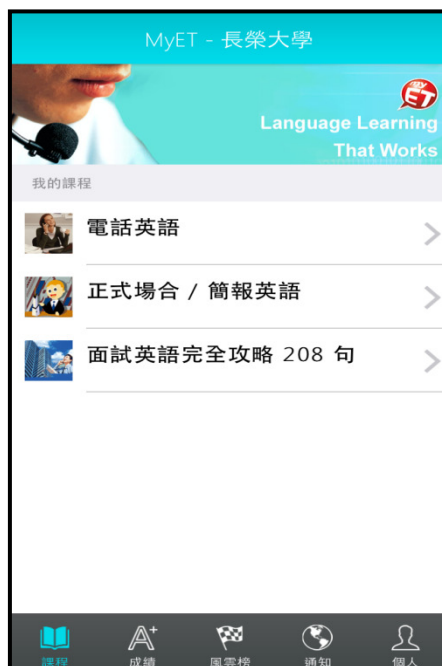 MyET - 長榮大學
MY
ET
Language Learning
That Works
我的課程
電話英語
正式場合 / 簡報英語
面試英語完全攻略 208 句
課程
成績
風雲榜
通知
個人